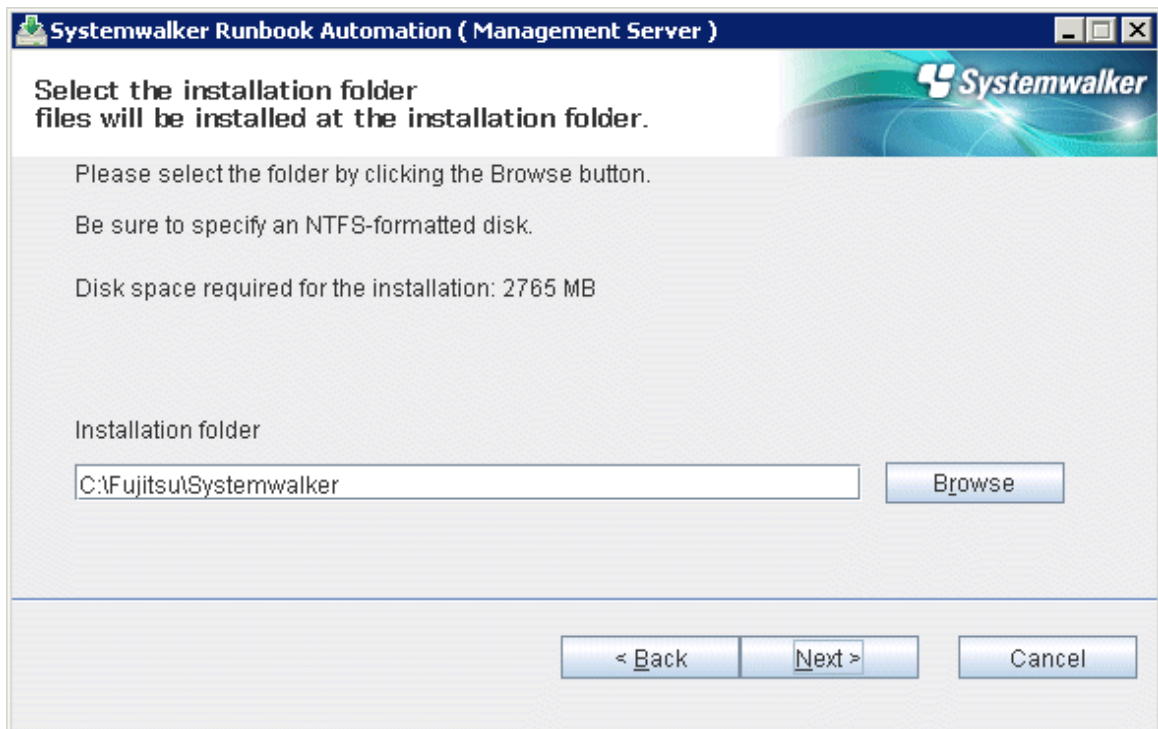 Systemwalker Runbook Automation ( Management Server )
Systemwalker
Select the installation folder
files will be installed at the installation folder.
Please select the folder by clicking the Browse button.
Be sure to specify an NTFS-formatted disk.
Disk space required for the installation: 2765 MB
Installation folder
C:\Fujitsu\Systemwalker
Browse
< Back
Next >
Cancel